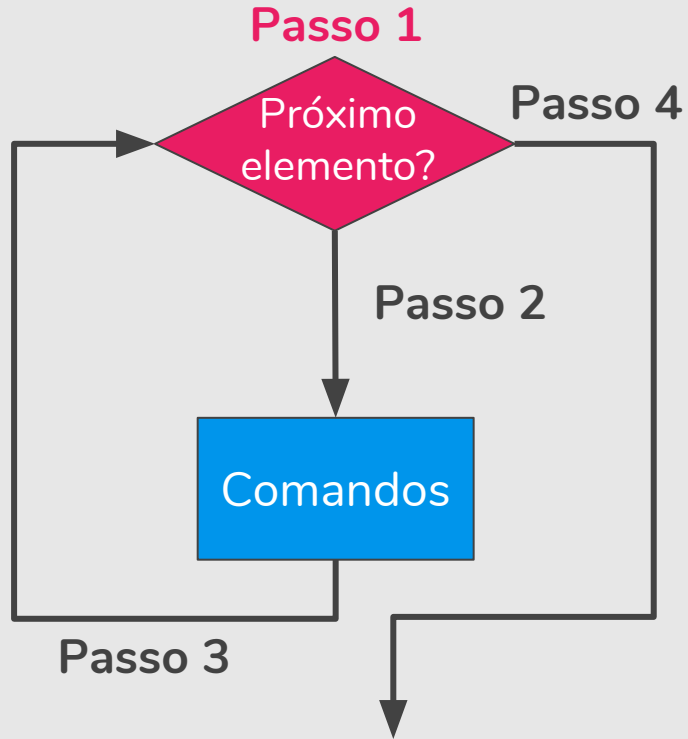 Passo 1
Próximo
elemento?
Passo 4
Passo 2
Comandos
Passo 3